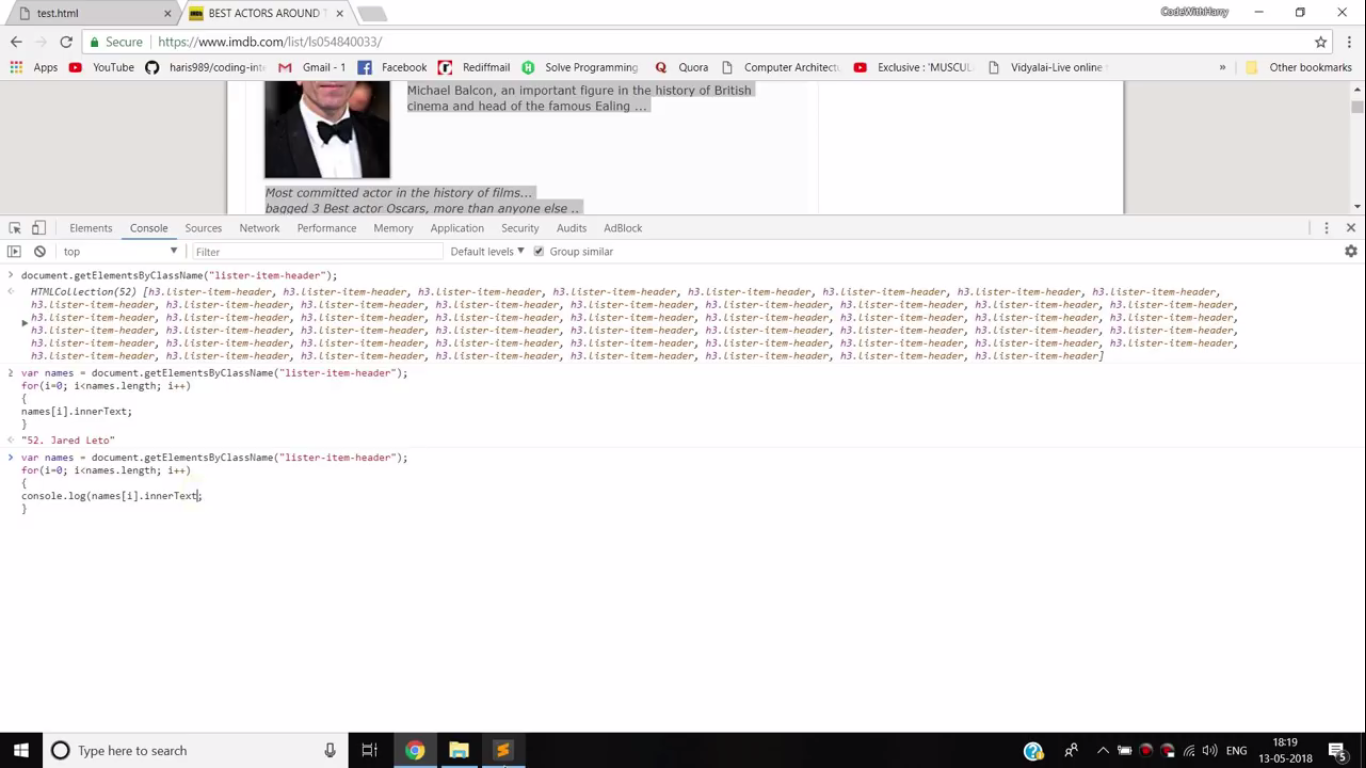 test.html
BEST ACTORS AROUND T
CodeWithHarry
Secure https://www.imdb.com/list/ls054840033/
Apps YouTube haris989/coding-inte Gmail - 1 Facebook Rediffmail Solve Programming Quora Computer Architectu Exclusive : 'MUSCUL Vidyalai-Live online t » Other bookmarks
Michael Balcon, an important figure in the history of British
cinema and head of the famous Ealing ...
Most committed actor in the history of films...
bagged 3 Best actor Oscars, more than anyone else ..
Elements Console Sources Network Performance Memory Application Security Audits AdBlock
top Filter Default levels Group similar
document.getElementsByClassName("lister-item-header");
HTMLCollection(52) [h3.lister-item-header, h3.lister-item-header, h3.lister-item-header, h3.lister-item-header, h3.lister-item-header, h3.lister-item-header, h3.lister-item-header, h3.lister-item-header,
h3.lister-item-header, h3.lister-item-header, h3.lister-item-header, h3.lister-item-header, h3.lister-item-header, h3.lister-item-header, h3.lister-item-header, h3.lister-item-header, h3.lister-item-header,
h3.lister-item-header, h3.lister-item-header, h3.lister-item-header, h3.lister-item-header, h3.lister-item-header, h3.lister-item-header, h3.lister-item-header, h3.lister-item-header, h3.lister-item-header,
h3.lister-item-header, h3.lister-item-header, h3.lister-item-header, h3.lister-item-header, h3.lister-item-header, h3.lister-item-header, h3.lister-item-header, h3.lister-item-header, h3.lister-item-header,
h3.lister-item-header, h3.lister-item-header, h3.lister-item-header, h3.lister-item-header, h3.lister-item-header, h3.lister-item-header, h3.lister-item-header, h3.lister-item-header, h3.lister-item-header,
h3.lister-item-header, h3.lister-item-header, h3.lister-item-header, h3.lister-item-header, h3.lister-item-header, h3.lister-item-header, h3.lister-item-header, h3.lister-item-header]
var names = document.getElementsByClassName("lister-item-header");
for(i=0; i<names.length; i++)
{
names[i].innerText;
}
"52. Jared Leto"
var names = document.getElementsByClassName("lister-item-header");
for(i=0; i<names.length; i++)
{
console.log(names[i].innerText;
}
Type here to search
ENG
18:19
13-05-2018
5